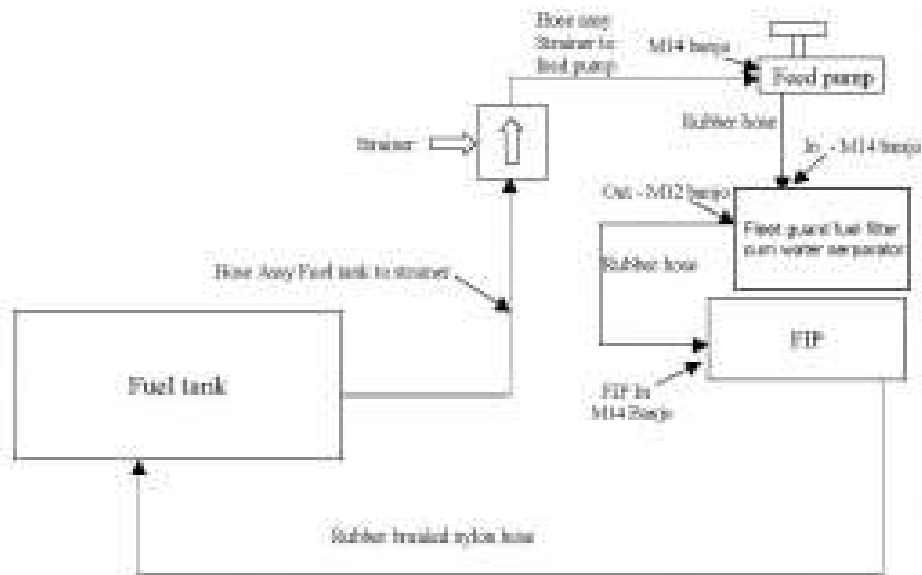 Hose assy
Strainer to
feed pump
M14 banjo
Feed pump
Rubber hose
In - M14 banjo
Strainer
Out - M12 banjo
Fleet guard fuel filter
cum water separator
Rubber hose
Hose Assy Fuel tank to strainer
FIP
Fuel tank
FIP In
M14 Banjo
Rubber braided nylon hose